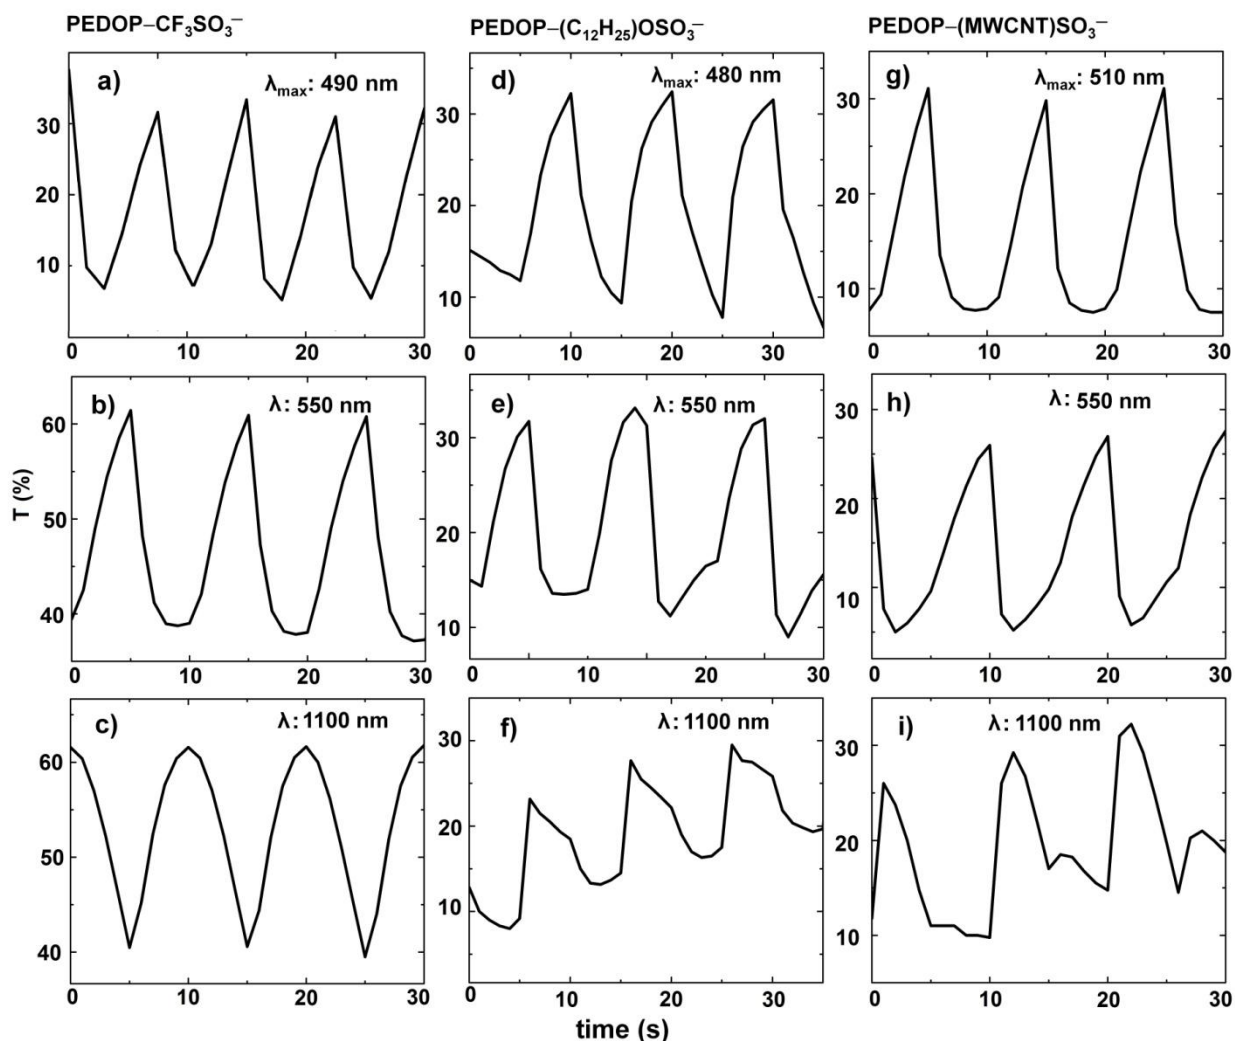 PEDOP–CF₃SO₃⁻
PEDOP–(C₁₂H₂₅)OSO₃⁻
PEDOP–(MWCNT)SO₃⁻
a)
λmax: 490 nm
30
20
10
0 10 20 30
d)
λmax: 480 nm
30
20
10
0 10 20 30
g)
λmax: 510 nm
30
20
10
0 10 20 30
b)
λ: 550 nm
60
50
40
0 10 20 30
e)
λ: 550 nm
30
20
10
0 10 20 30
h)
λ: 550 nm
30
20
10
0 10 20 30
T (%)
c)
λ: 1100 nm
60
50
40
0 10 20 30
f)
λ: 1100 nm
30
20
10
0 10 20 30
i)
λ: 1100 nm
30
20
10
0 10 20 30
time (s)